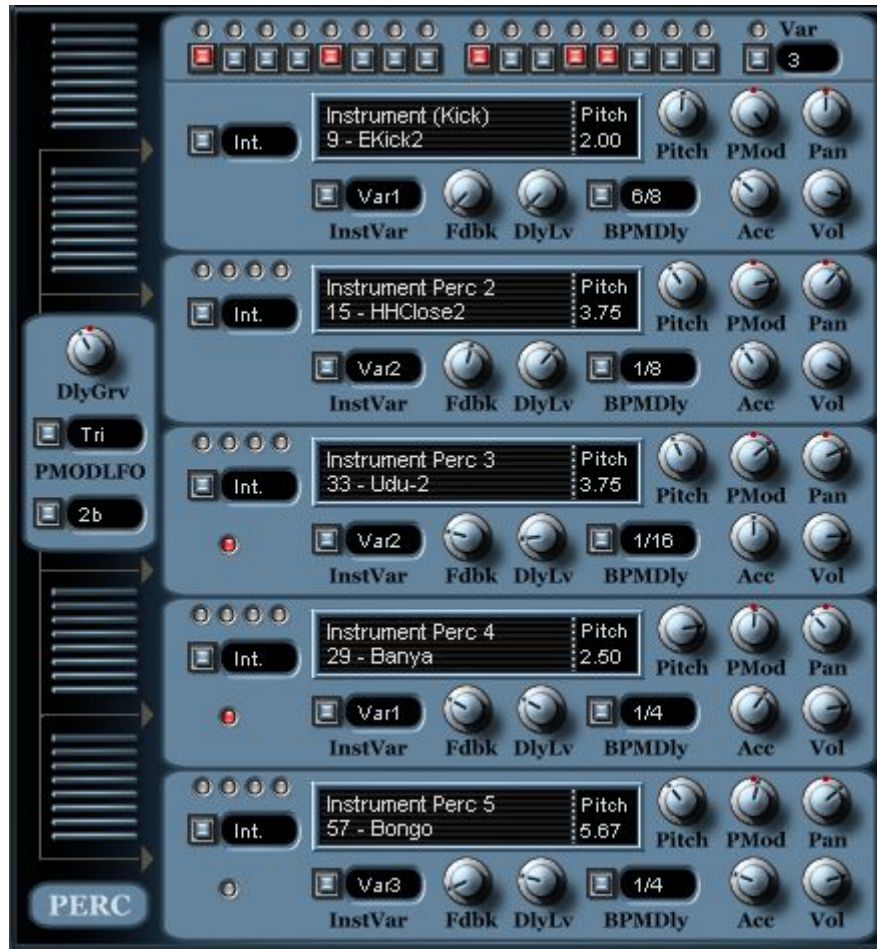 Var
3
Instrument (Kick) Pitch
Int. 9 - EKick2 2.00
Pitch PMod Pan
Var1 6/8
InstVar Fdbk DlyLv BPMDly Acc Vol
Instrument Perc 2 Pitch
Int. 15 - HHClose2 3.75
Pitch PMod Pan
Var2 1/8
InstVar Fdbk DlyLv BPMDly Acc Vol
DlyGrv
Tri
PMODLFO
2b
Instrument Perc 3 Pitch
Int. 33 - Udu-2 3.75
Pitch PMod Pan
Var2 1/16
InstVar Fdbk DlyLv BPMDly Acc Vol
Instrument Perc 4 Pitch
Int. 29 - Banya 2.50
Pitch PMod Pan
Var1 1/4
InstVar Fdbk DlyLv BPMDly Acc Vol
Instrument Perc 5 Pitch
Int. 57 - Bongo 5.67
Pitch PMod Pan
Var3 1/4
InstVar Fdbk DlyLv BPMDly Acc Vol
PERC